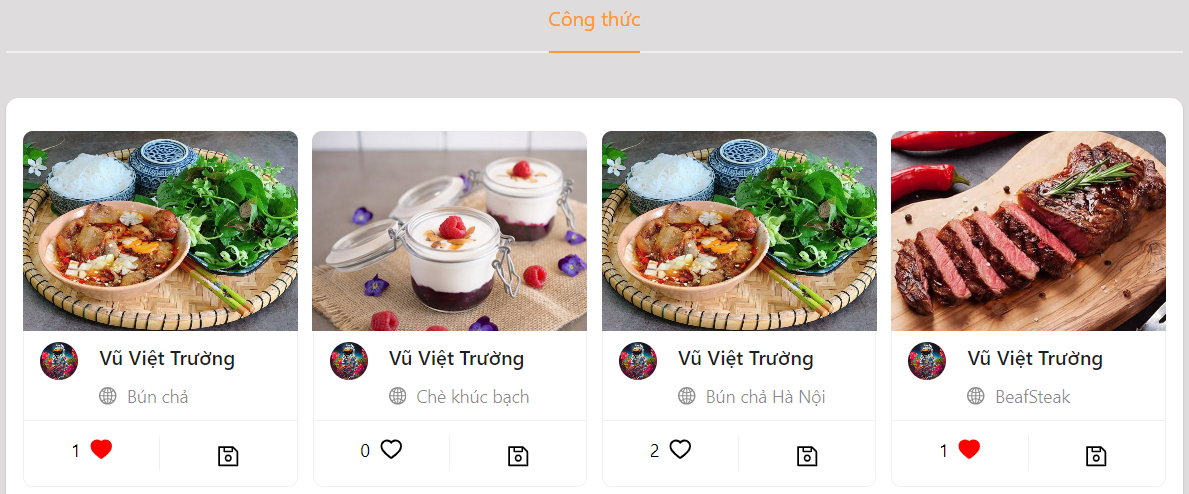 Công thức
Vũ Việt Trường
Bún chả
1
Vũ Việt Trường
Chè khúc bạch
0
Vũ Việt Trường
Bún chả Hà Nội
2
Vũ Việt Trường
BeafSteak
1